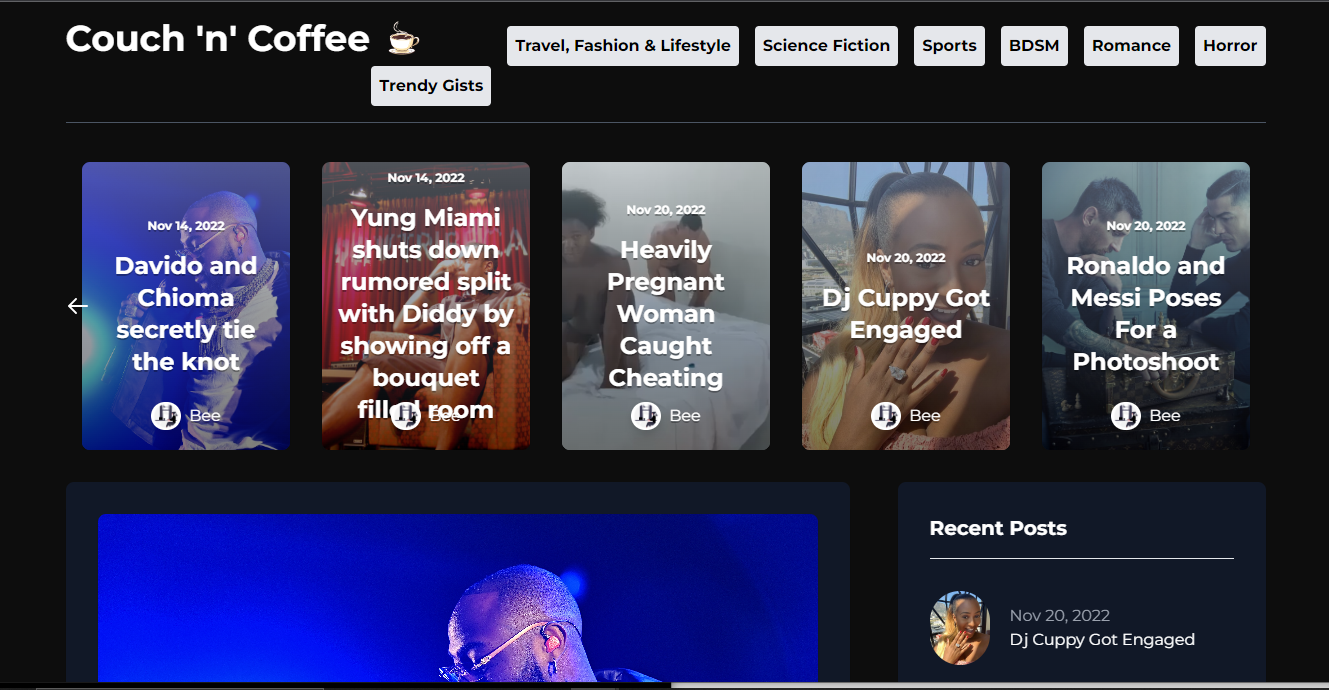 Couch 'n' Coffee
Travel, Fashion & Lifestyle
Science Fiction
Sports
BDSM
Romance
Horror
Trendy Gists
Nov 14, 2022
Davido and
Chioma
secretly tie
the knot
Bee
Nov 14, 2022
Yung Miami
shuts down
rumored split
with Diddy by
showing off a
bouquet
filled room
Bee
Nov 20, 2022
Heavily
Pregnant
Woman
Caught
Cheating
Bee
Nov 20, 2022
Dj Cuppy Got
Engaged
Bee
Nov 20, 2022
Ronaldo and
Messi Poses
For a
Photoshoot
Bee
Recent Posts
Nov 20, 2022
Dj Cuppy Got Engaged